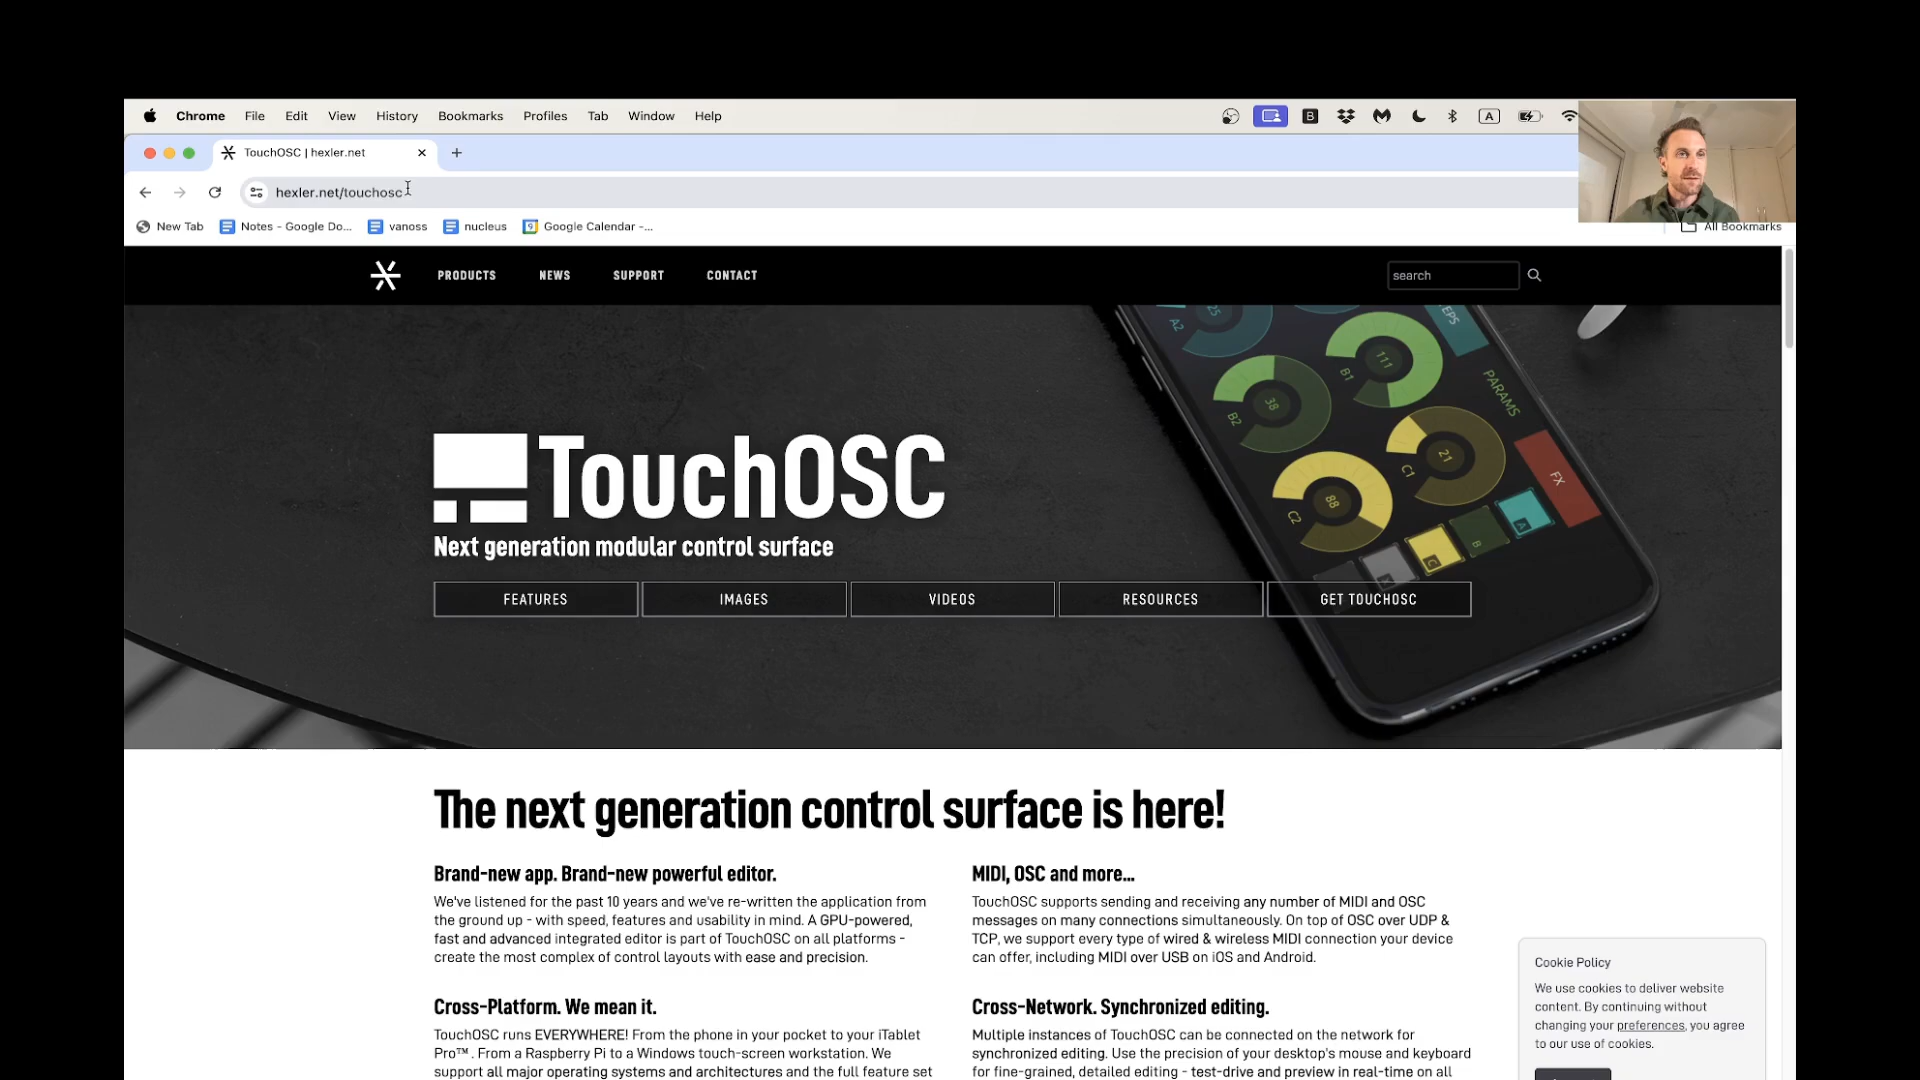 Chrome File Edit View History Bookmarks Profiles Tab Window Help
B A
TouchOSC | hexler.net
hexler.net/touchosc
New Tab Notes - Google Do... vanoss nucleus Google Calendar -... All Bookmarks
PRODUCTS NEWS SUPPORT CONTACT search
A2 25 B1 111 EPS
B2 38 PARAMS
C1 21 FX
C2 88
C B A
TouchOSC
Next generation modular control surface
FEATURES IMAGES VIDEOS RESOURCES GET TOUCHOSC
The next generation control surface is here!
Brand-new app. Brand-new powerful editor.
We've listened for the past 10 years and we've re-written the application from
the ground up - with speed, features and usability in mind. A GPU-powered,
fast and advanced integrated editor is part of TouchOSC on all platforms -
create the most complex of control layouts with ease and precision.
MIDI, OSC and more...
TouchOSC supports sending and receiving any number of MIDI and OSC
messages on many connections simultaneously. On top of OSC over UDP &
TCP, we support every type of wired & wireless MIDI connection your device
can offer, including MIDI over USB on iOS and Android.
Cross-Platform. We mean it.
TouchOSC runs EVERYWHERE! From the phone in your pocket to your iTablet
Pro™. From a Raspberry Pi to a Windows touch-screen workstation. We
support all major operating systems and architectures and the full feature set
Cross-Network. Synchronized editing.
Multiple instances of TouchOSC can be connected on the network for
synchronized editing. Use the precision of your desktop's mouse and keyboard
for fine-grained, detailed editing - test-drive and preview in real-time on all
Cookie Policy
We use cookies to deliver website
content. By continuing without
changing your preferences, you agree
to our use of cookies.